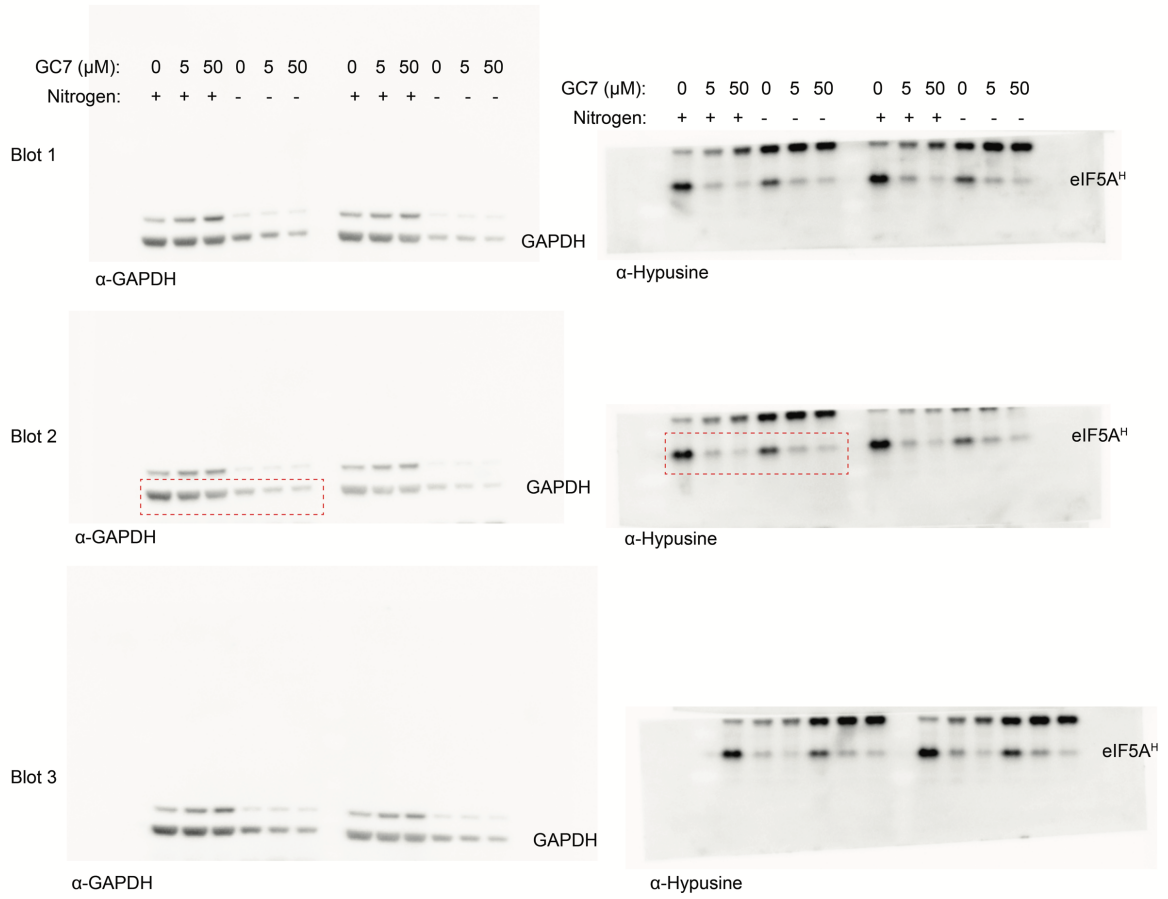 GC7 (µM): 0 5 50 0 5 50 0 5 50 0 5 50
Nitrogen: + + + - - - + + + - - -
GC7 (µM): 0 5 50 0 5 50 0 5 50 0 5 50
Nitrogen: + + + - - - + + + - - -
Blot 1
GAPDH
eIF5Aᴴ
α-GAPDH
α-Hypusine
Blot 2
GAPDH
eIF5Aᴴ
α-GAPDH
α-Hypusine
Blot 3
GAPDH
eIF5Aᴴ
α-GAPDH
α-Hypusine